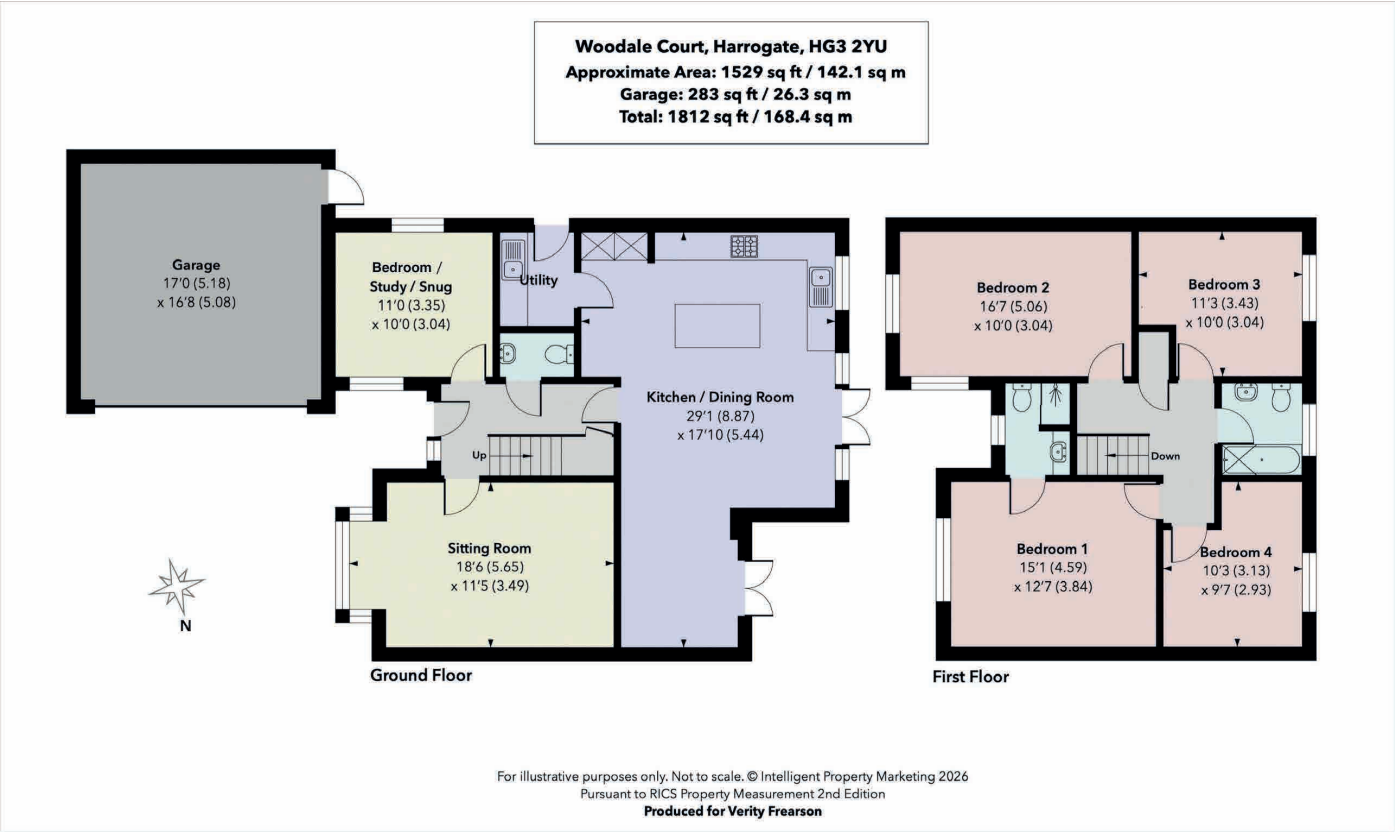 Woodale Court, Harrogate, HG3 2YU
Approximate Area: 1529 sq ft / 142.1 sq m
Garage: 283 sq ft / 26.3 sq m
Total: 1812 sq ft / 168.4 sq m
Garage
17'0 (5.18)
x 16'8 (5.08)
Bedroom /
Study / Snug
11'0 (3.35)
x 10'0 (3.04)
Utility
Kitchen / Dining Room
29'1 (8.87)
x 17'10 (5.44)
Up
Sitting Room
18'6 (5.65)
x 11'5 (3.49)
N
Ground Floor
Bedroom 2
16'7 (5.06)
x 10'0 (3.04)
Bedroom 3
11'3 (3.43)
x 10'0 (3.04)
Down
Bedroom 1
15'1 (4.59)
x 12'7 (3.84)
Bedroom 4
10'3 (3.13)
x 9'7 (2.93)
First Floor
For illustrative purposes only. Not to scale. © Intelligent Property Marketing 2026
Pursuant to RICS Property Measurement 2nd Edition
Produced for Verity Frearson